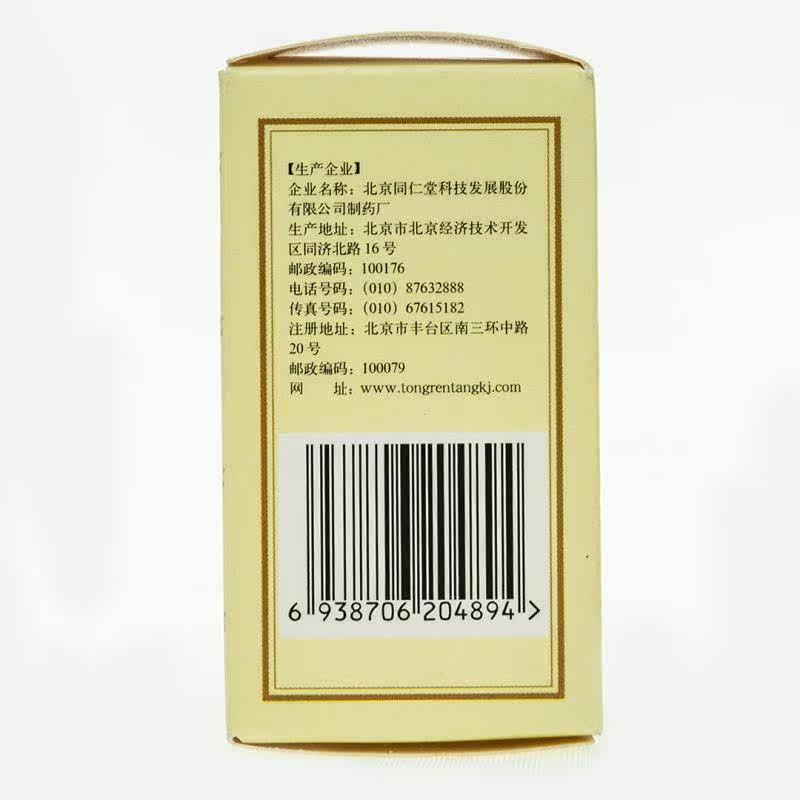 【生产企业】
企业名称：北京同仁堂科技发展股份
有限公司制药厂
生产地址：北京市北京经济技术开发
区同济北路 16 号
邮政编码：100176
电话号码：（010）87632888
传真号码：（010）67615182
注册地址：北京市丰台区南三环中路
20 号
邮政编码：100079
网　　址：www.tongrentangkj.com
6 938706 204894 >